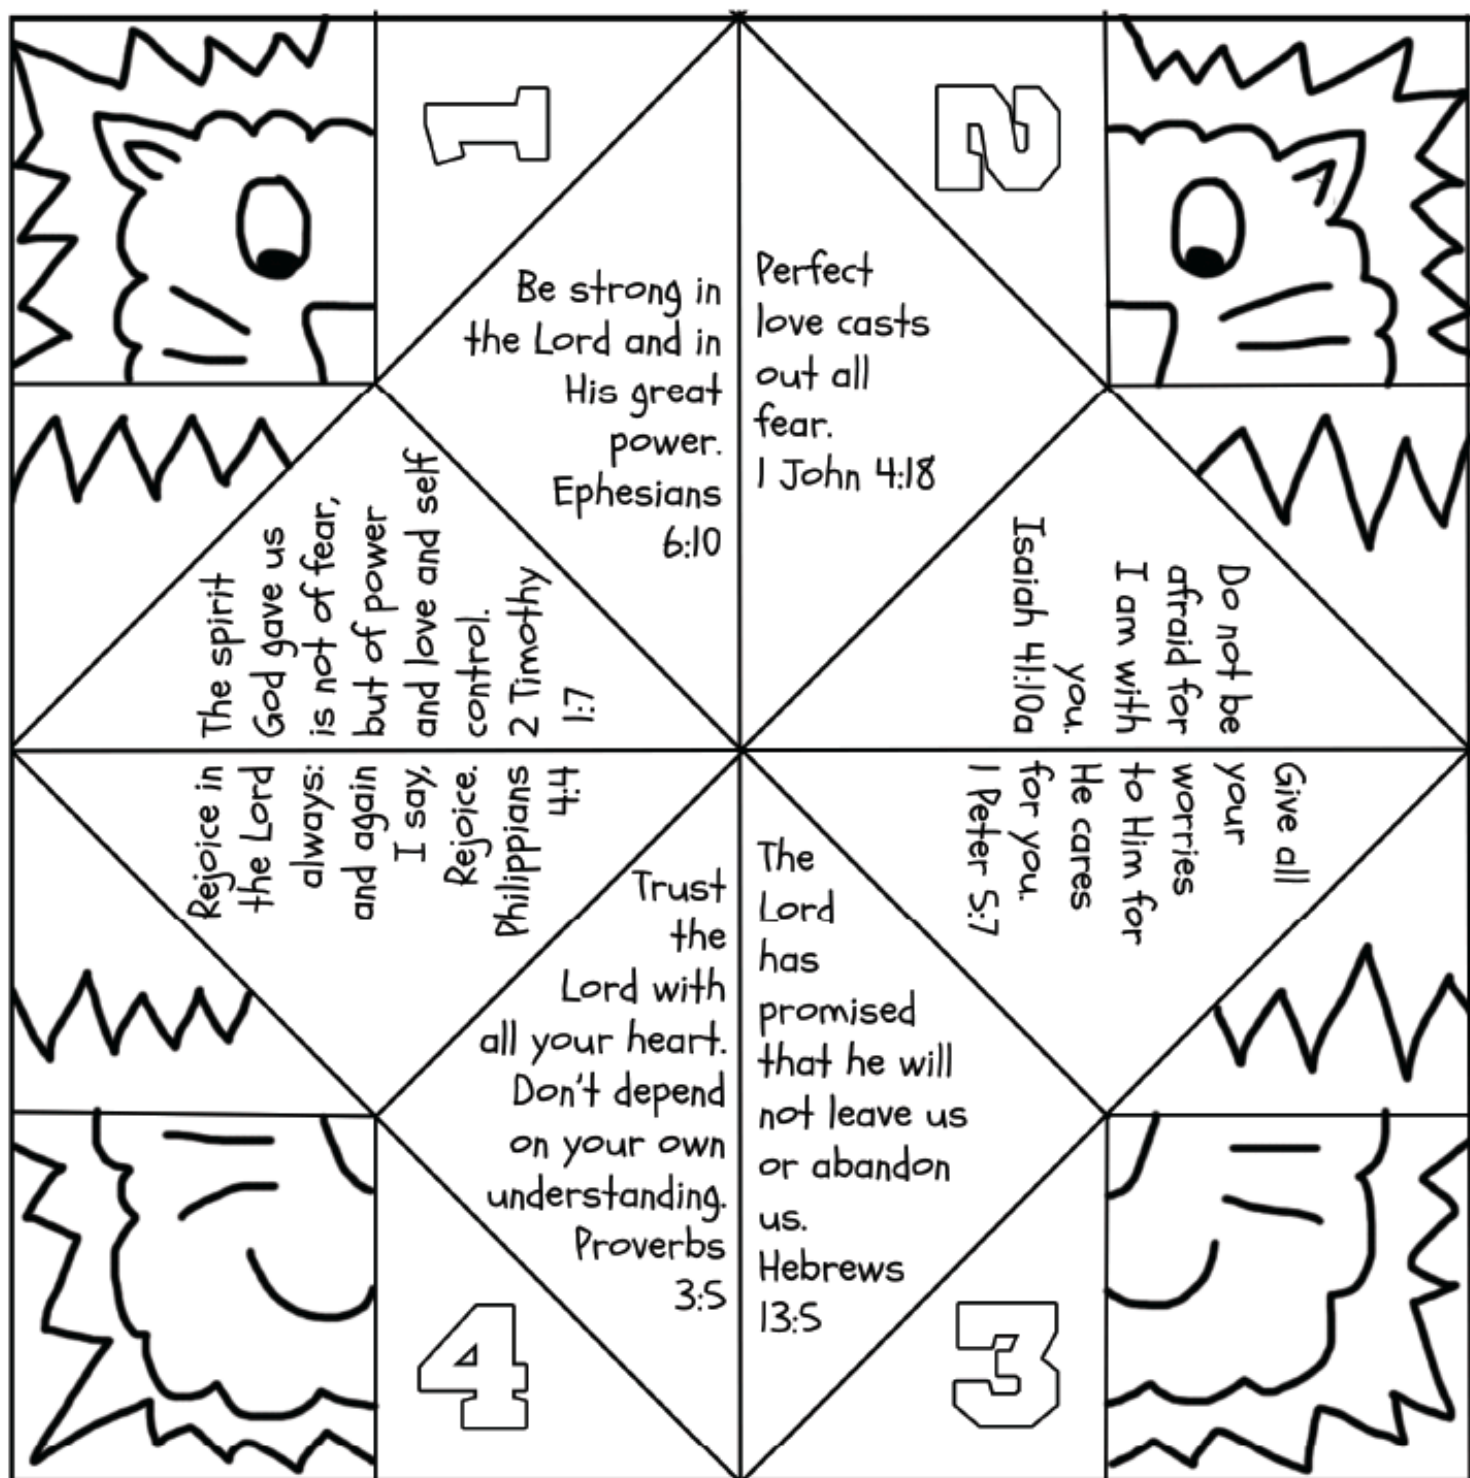 1
2
Be strong in
the Lord and in
His great
power.
Ephesians
6:10
Perfect
love casts
out all
fear.
1 John 4:18
The spirit
God gave us
is not of fear,
but of power
and love and self
control.
2 Timothy
1:7
Do not be
afraid for
I am with
you.
Isaiah 41:10a
Rejoice in
the Lord
always:
and again
I say,
Rejoice.
Philippians
4:4
Give all
your
worries
to Him for
He cares
for you.
1 Peter 5:7
Trust
the
Lord with
all your heart.
Don't depend
on your own
understanding.
Proverbs
3:5
The
Lord
has
promised
that he will
not leave us
or abandon
us.
Hebrews
13:5
4
3